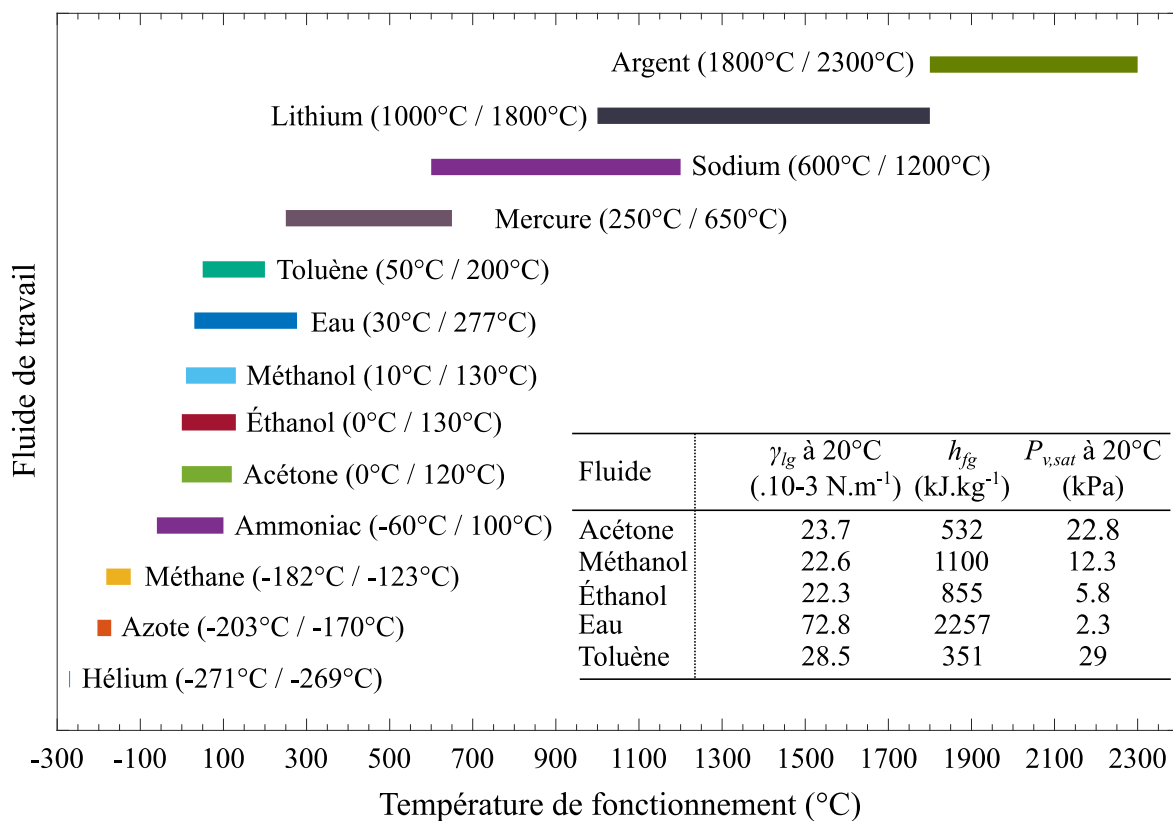 Argent (1800°C / 2300°C)
Lithium (1000°C / 1800°C)
Sodium (600°C / 1200°C)
Mercure (250°C / 650°C)
Toluène (50°C / 200°C)
Eau (30°C / 277°C)
Méthanol (10°C / 130°C)
Éthanol (0°C / 130°C)
Acétone (0°C / 120°C)
Ammoniac (-60°C / 100°C)
Méthane (-182°C / -123°C)
Azote (-203°C / -170°C)
Hélium (-271°C / -269°C)
Fluide de travail
Fluide γlg à 20°C (.10-3 N.m⁻¹) hfg (kJ.kg⁻¹) Pv,sat à 20°C (kPa)
Acétone 23.7 532 22.8
Méthanol 22.6 1100 12.3
Éthanol 22.3 855 5.8
Eau 72.8 2257 2.3
Toluène 28.5 351 29
-300 -100 100 300 500 700 900 1100 1300 1500 1700 1900 2100 2300
Température de fonctionnement (°C)